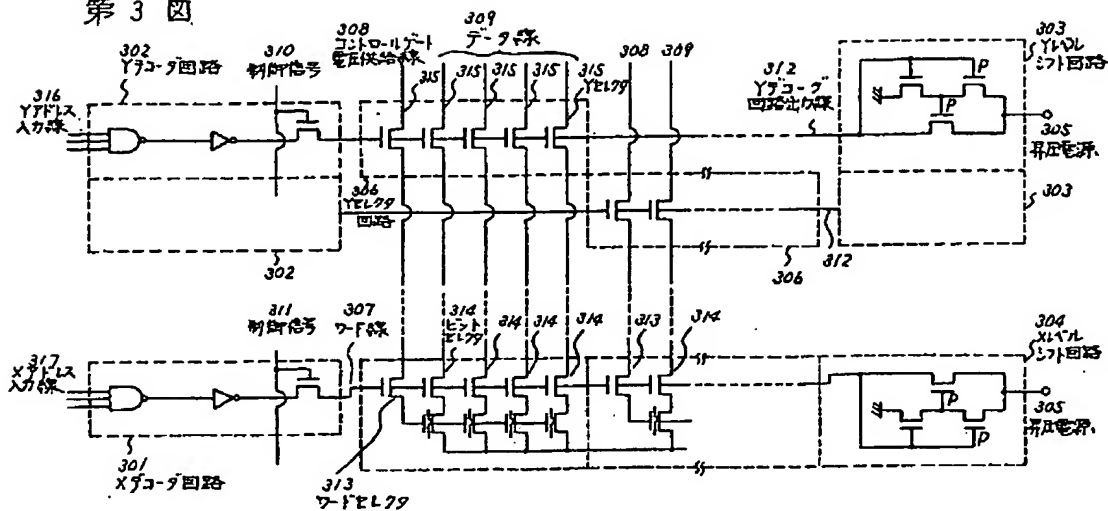 第3図
302
Yデコーダ回路
310
制御信号
308
コントロールゲート
電圧供給線
309
データ線
308
309
303
Yレベル
シフト回路
316
Yアドレス
入力線
315
315
315
315
315
Yセレクタ
312
Yデコーダ
回路出力線
P
P
305
昇圧電源
306
Yセレクタ
回路
303
302
306
312
311
制御信号
307
ワード線
314
ビット
セレクタ
314
314
314
313
314
304
Xレベル
シフト回路
317
Xアドレス
入力線
P
P
305
昇圧電源
301
Xデコーダ回路
313
ワードセレクタ